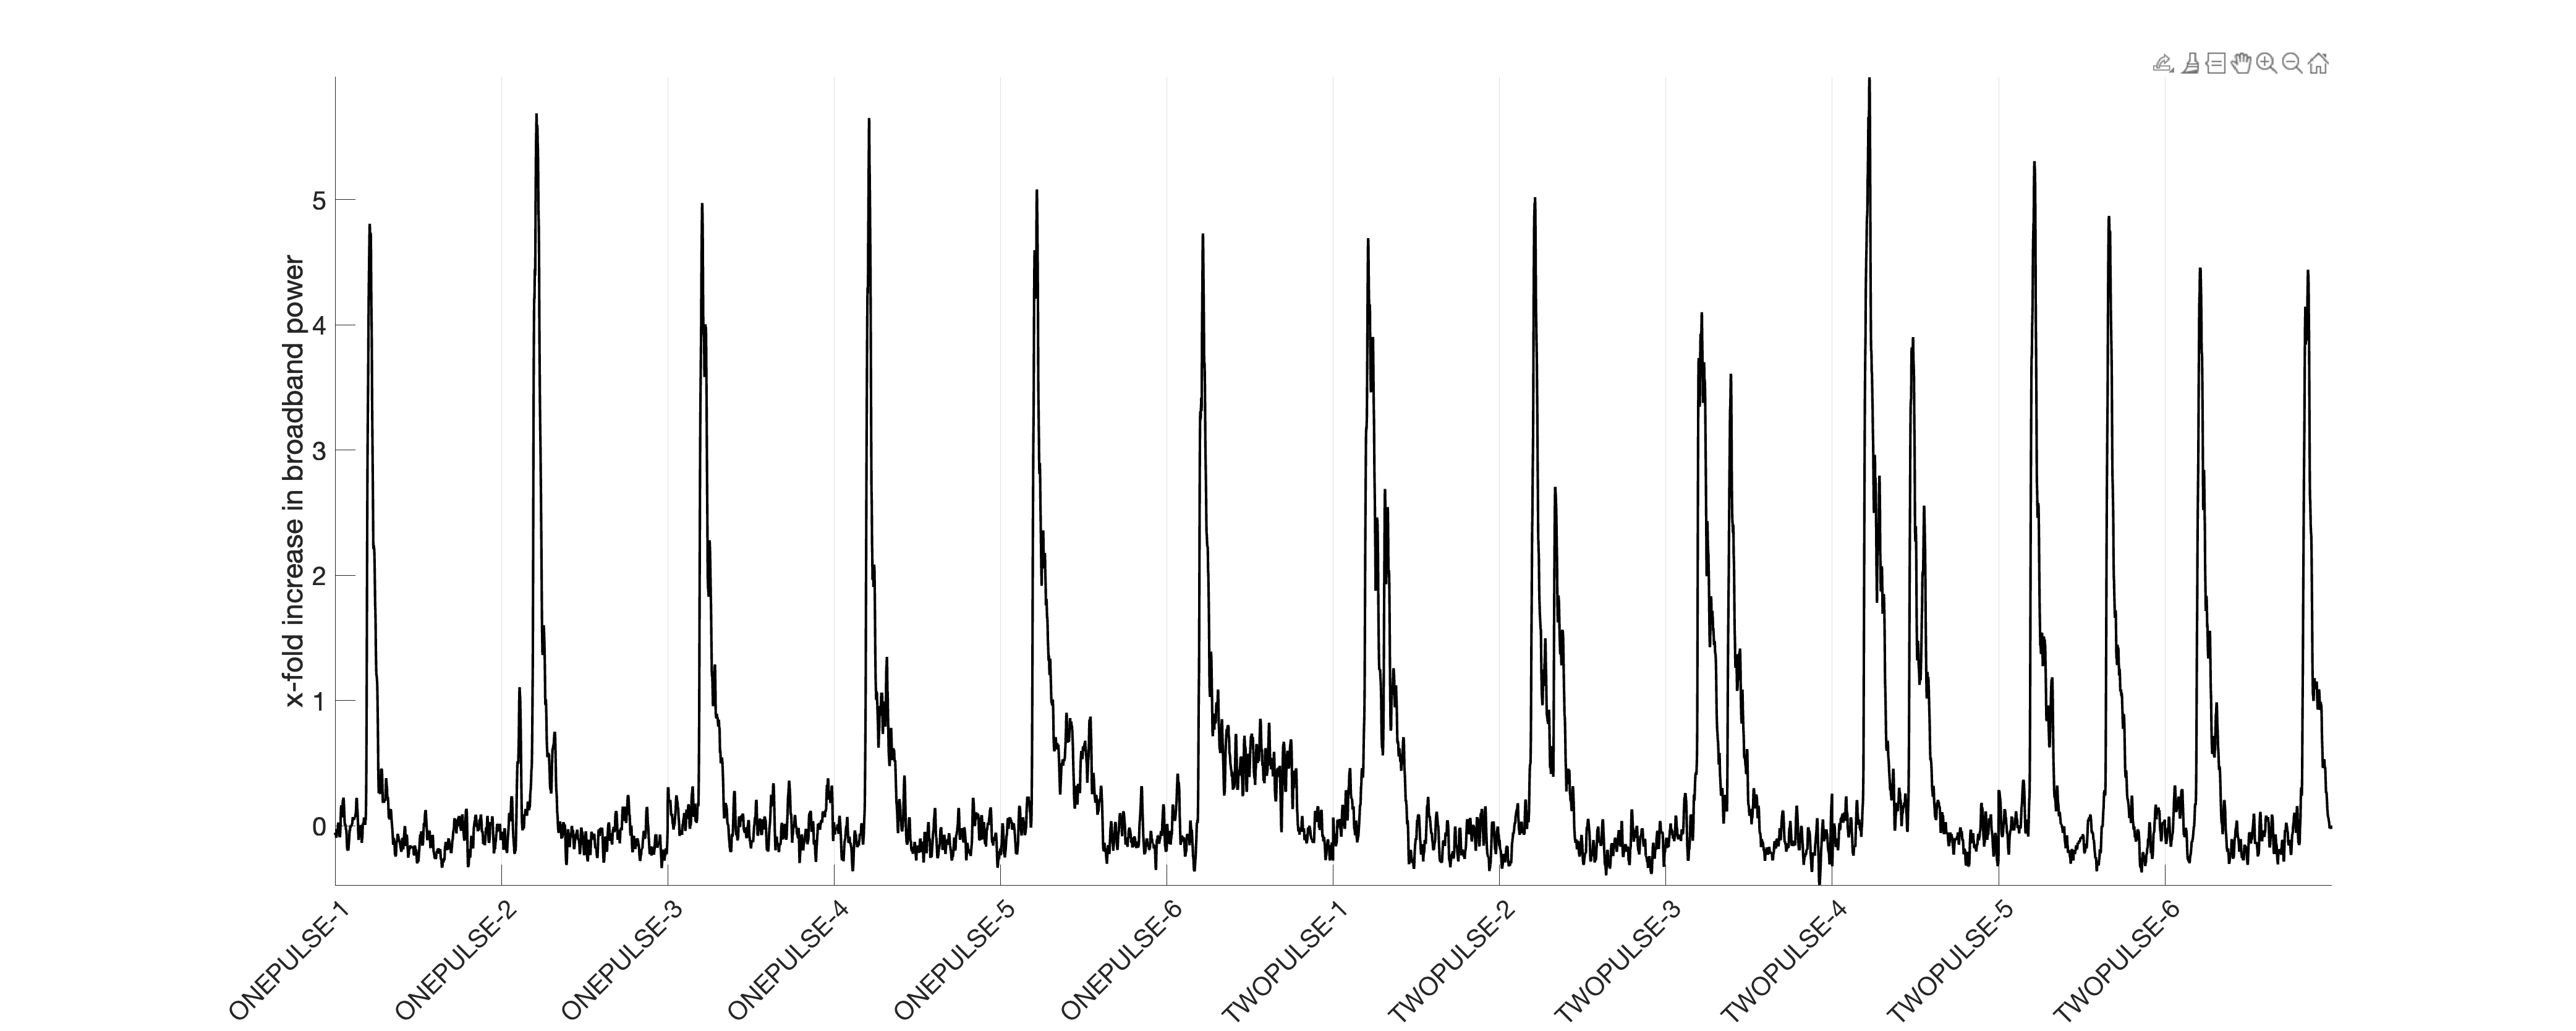 x-fold increase in broadband power
5
4
3
2
1
0
ONEPULSE-1
ONEPULSE-2
ONEPULSE-3
ONEPULSE-4
ONEPULSE-5
ONEPULSE-6
TWOPULSE-1
TWOPULSE-2
TWOPULSE-3
TWOPULSE-4
TWOPULSE-5
TWOPULSE-6